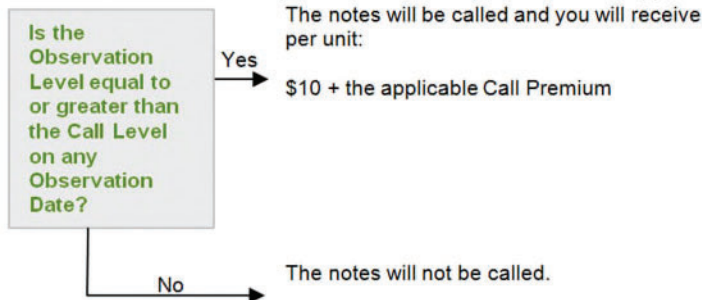 Is the
Observation
Level equal to
or greater than
the Call Level
on any
Observation
Date?
Yes
The notes will be called and you will receive
per unit:
$10 + the applicable Call Premium
No
The notes will not be called.